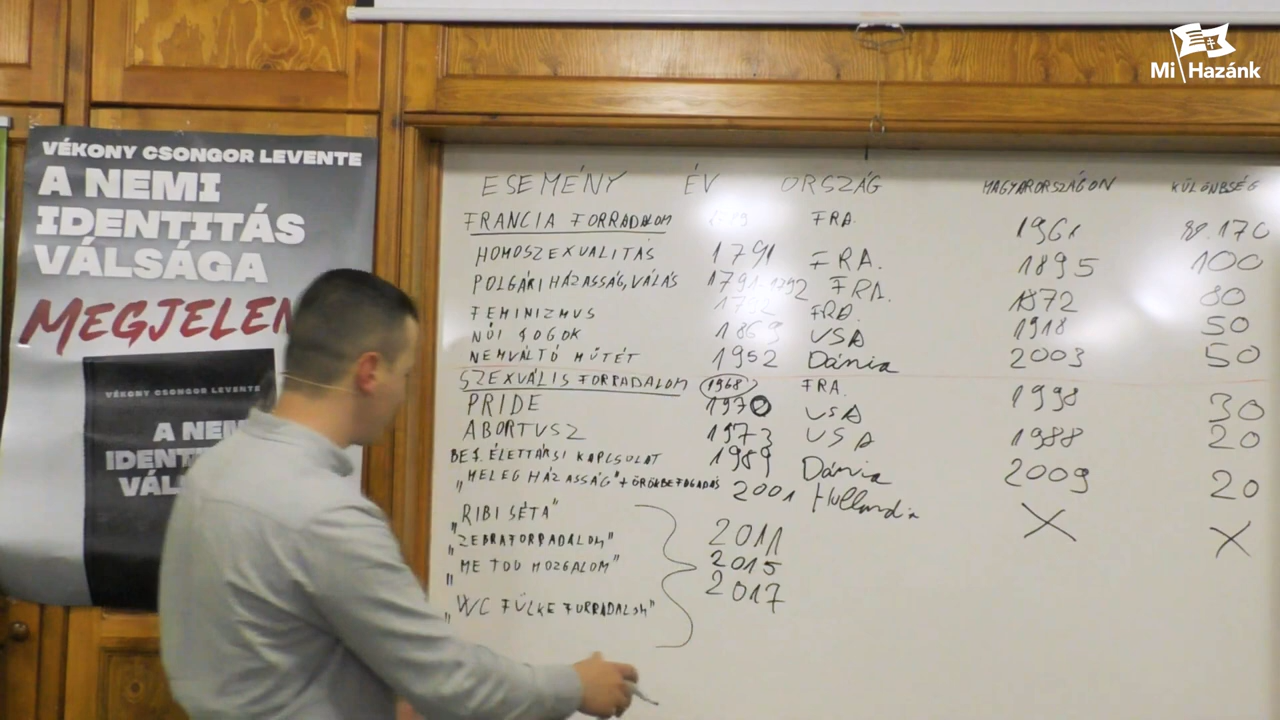 Mi Hazánk
VÉKONY CSONGOR LEVENTE
A NEMI
IDENTITÁS
VÁLSÁGA
MEGJELEN
VÉKONY CSONGOR LEVENTE
A NEM
IDENTI
VÁL
ESEMÉNY ÉV ORSZÁG MAGYARORSZÁGON KÜLÖNBSÉG
FRANCIA FORRADALOM FRA.
HOMOSZEXUALITÁS 1791 FRA. 1961 170
POLGÁRI HÁZASSÁG, VÁLÁS 1791-1792 FRA. 1895 100
FEMINIZMUS 1792 FRA. 1872 80
NŐI JOGOK 1869 USA 1918 50
NEMVÁLTÓ MŰTÉT 1952 Dánia 2003 50
SZEXUÁLIS FORRADALOM 1968 FRA.
PRIDE 1970 USA 1998 30
ABORTUSZ 1973 USA 1988 20
BEJ. ÉLETTÁRSI KAPCSOLAT 1989 Dánia 2009 20
„MELEG HÁZASSÁG" + ÖRÖKBEFOGADÁS 2001 Hollandia X X
„RIBI SÉTA" 2011
„ZEBRAFORRADALOM" 2015
„ME TOO MOZGALOM" 2017
„WC FÜLKE FORRADALOM"